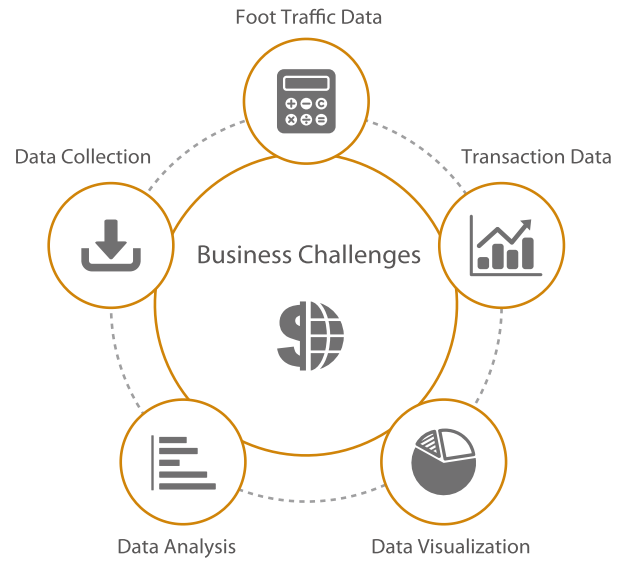 Foot Traffic Data
Data Collection
Transaction Data
Business Challenges
Data Analysis
Data Visualization